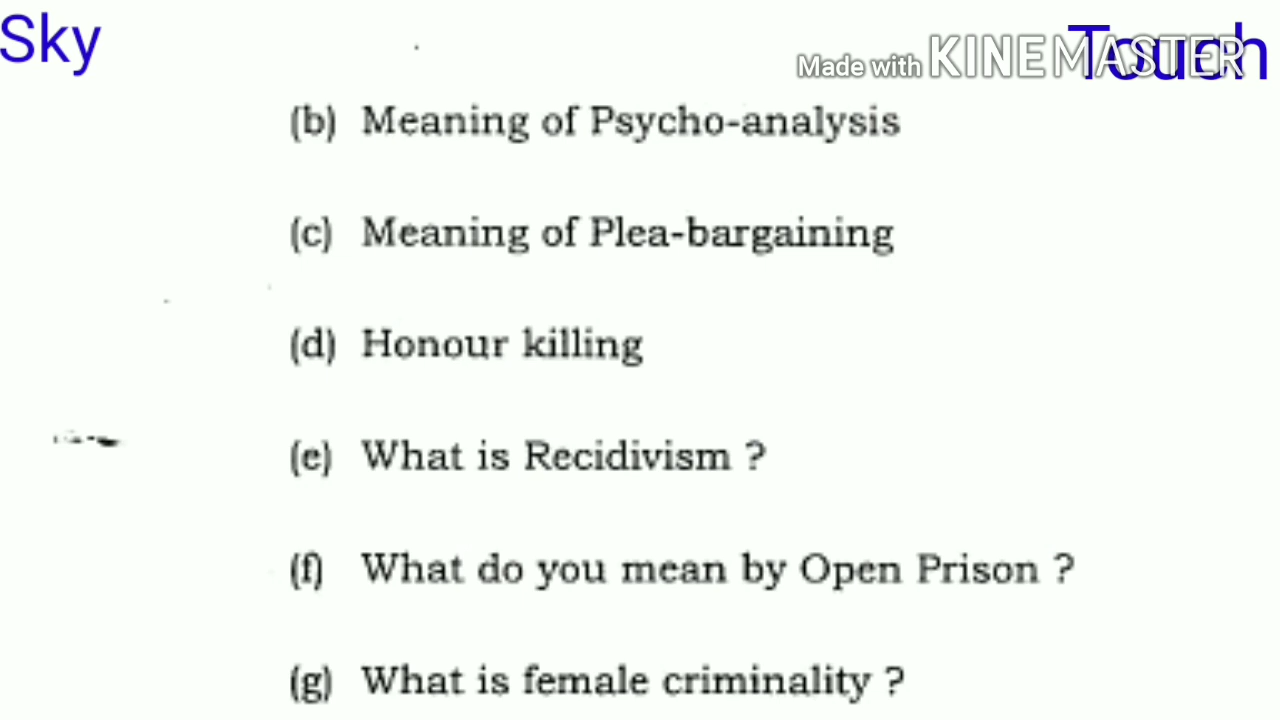 Sky
Touch
Made with KINEMASTER
(b) Meaning of Psycho-analysis
(c) Meaning of Plea-bargaining
(d) Honour killing
(e) What is Recidivism ?
(f) What do you mean by Open Prison ?
(g) What is female criminality ?